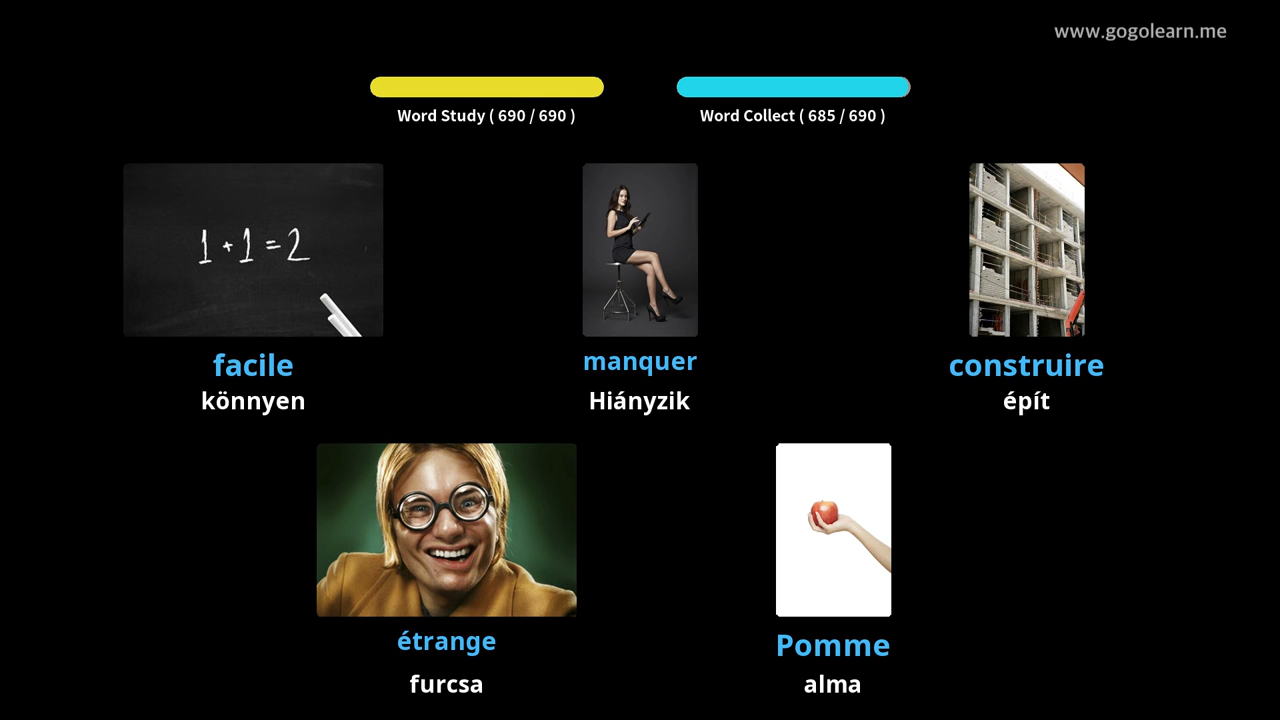 www.gogolearn.me
Word Study ( 690 / 690 )
Word Collect ( 685 / 690 )
1 + 1 = 2
facile
könnyen
manquer
Hiányzik
construire
épít
étrange
furcsa
Pomme
alma